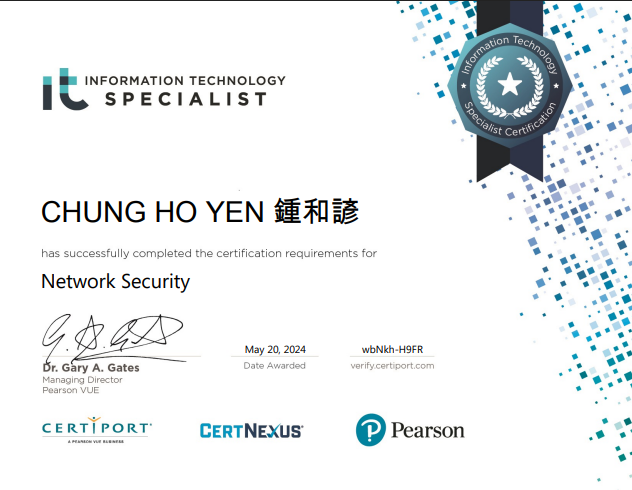 it INFORMATION TECHNOLOGY
SPECIALIST
Information Technology
Specialist Certification
CHUNG HO YEN 鍾和諺
has successfully completed the certification requirements for
Network Security
Dr. Gary A. Gates
Managing Director
Pearson VUE
May 20, 2024
Date Awarded
wbNkh-H9FR
verify.certiport.com
CERTIPORT®
A PEARSON VUE BUSINESS
CERTNEXUS®
P Pearson